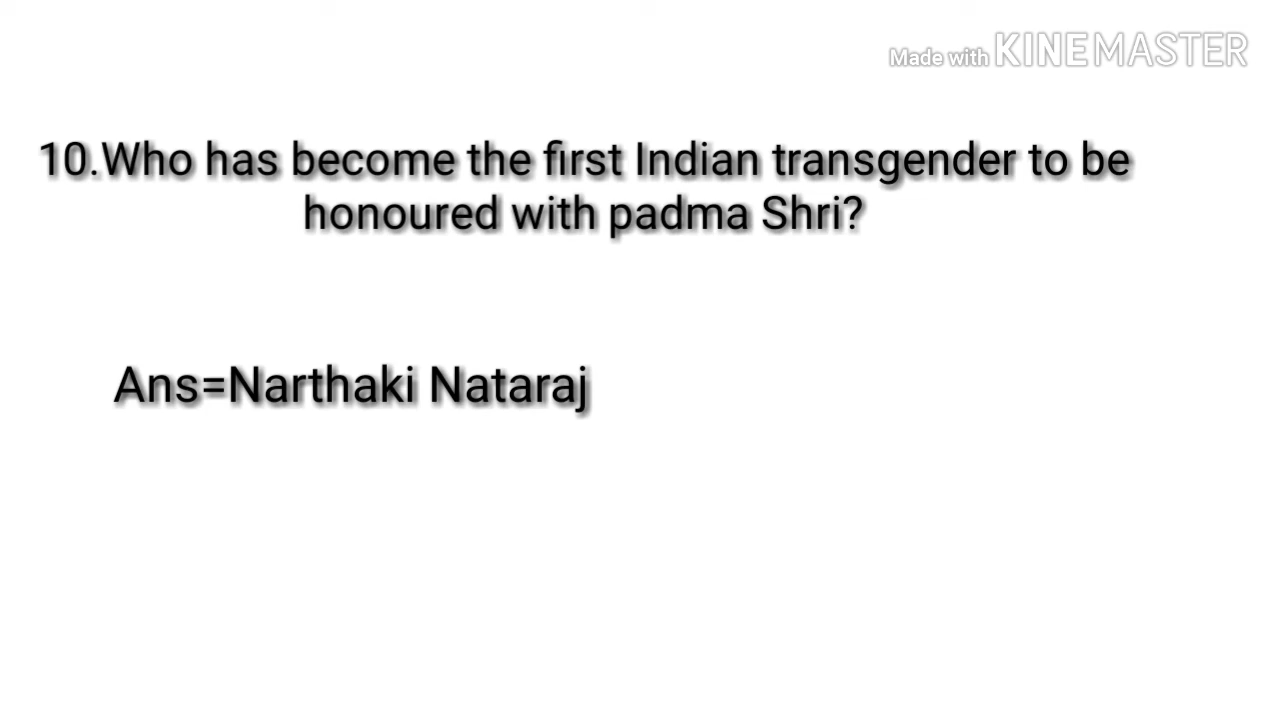 Made with KINEMASTER
10.Who has become the first Indian transgender to be
honoured with padma Shri?
Ans=Narthaki Nataraj